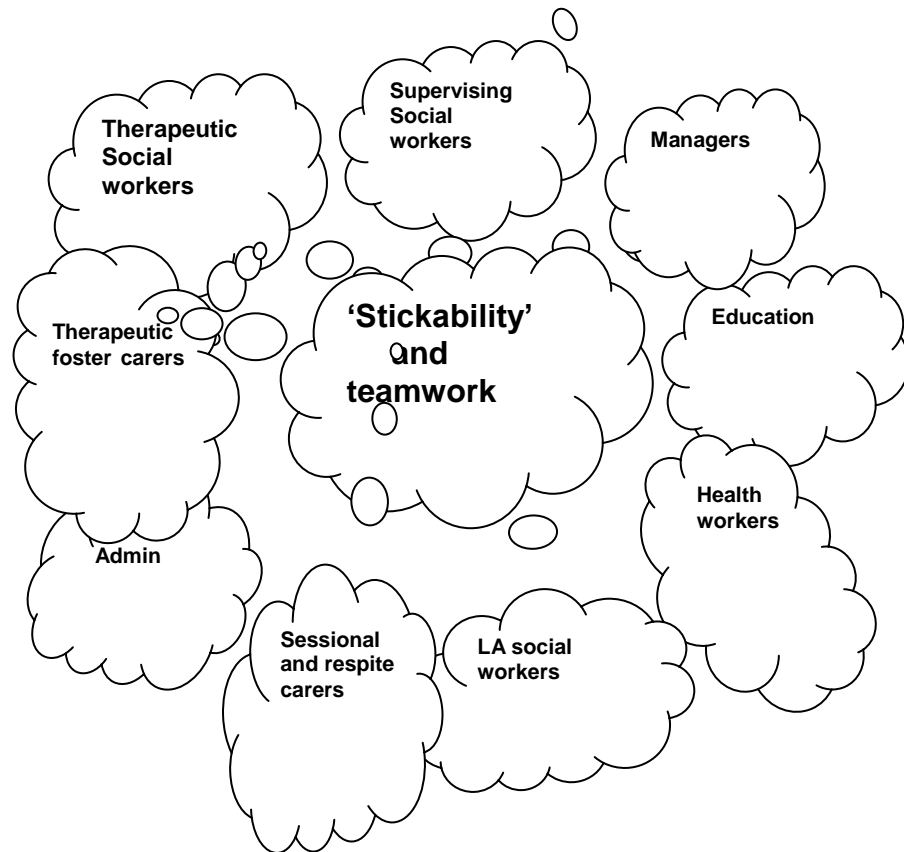 Supervising
Social
workers
Therapeutic
Social
workers
Managers
'Stickability'
and
teamwork
Education
Therapeutic
foster carers
Health
workers
Admin
Sessional
and respite
carers
LA social
workers